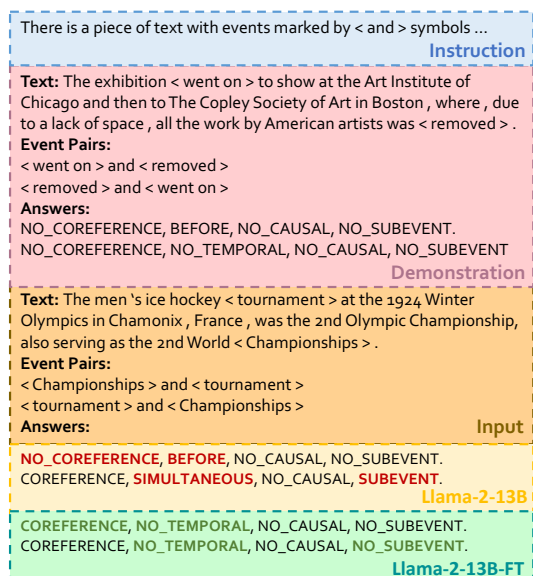 There is a piece of text with events marked by < and > symbols ...
Instruction
Text: The exhibition < went on > to show at the Art Institute of
Chicago and then to The Copley Society of Art in Boston , where , due
to a lack of space , all the work by American artists was < removed > .
Event Pairs:
< went on > and < removed >
< removed > and < went on >
Answers:
NO_COREFERENCE, BEFORE, NO_CAUSAL, NO_SUBEVENT.
NO_COREFERENCE, NO_TEMPORAL, NO_CAUSAL, NO_SUBEVENT
Demonstration
Text: The men 's ice hockey < tournament > at the 1924 Winter
Olympics in Chamonix , France , was the 2nd Olympic Championship,
also serving as the 2nd World < Championships > .
Event Pairs:
< Championships > and < tournament >
< tournament > and < Championships >
Answers:
Input
NO_COREFERENCE, BEFORE, NO_CAUSAL, NO_SUBEVENT.
COREFERENCE, SIMULTANEOUS, NO_CAUSAL, SUBEVENT.
Llama-2-13B
COREFERENCE, NO_TEMPORAL, NO_CAUSAL, NO_SUBEVENT.
COREFERENCE, NO_TEMPORAL, NO_CAUSAL, NO_SUBEVENT.
Llama-2-13B-FT